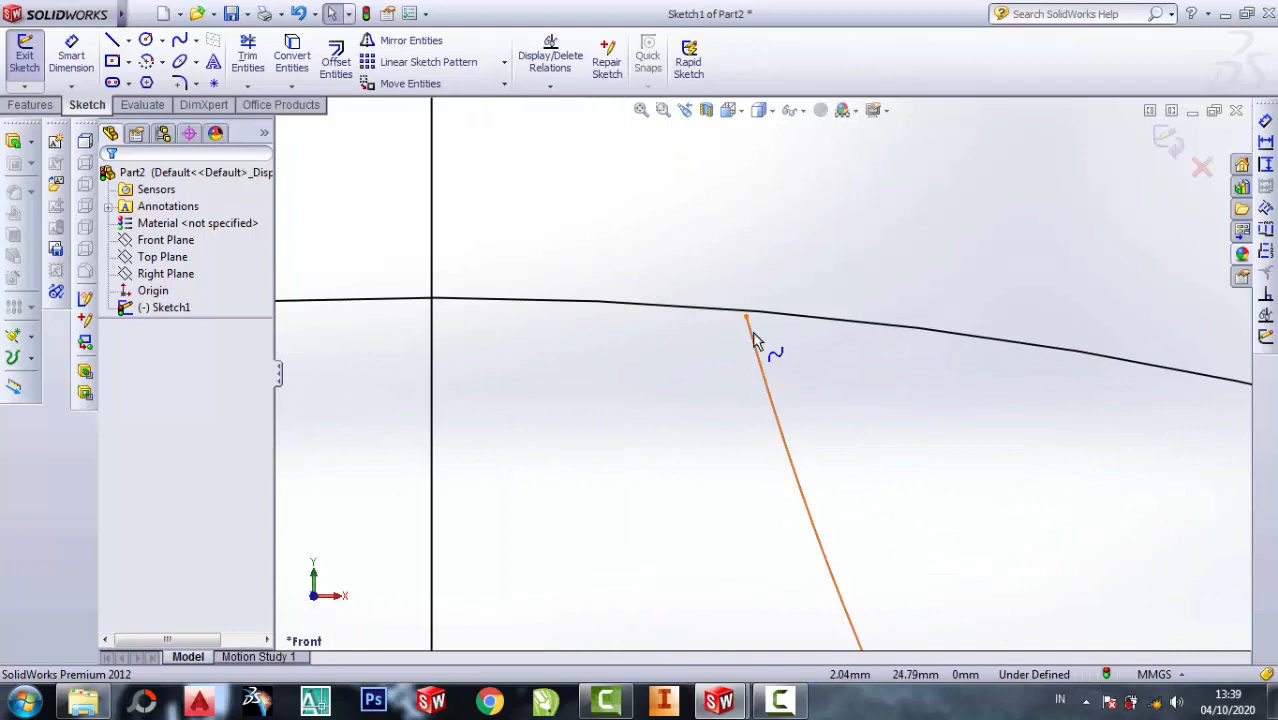 SOLIDWORKS
Sketch1 of Part2 *
Search SolidWorks Help
Exit Sketch
Smart Dimension
Trim Entities
Convert Entities
Offset Entities
Mirror Entities
Linear Sketch Pattern
Move Entities
Display/Delete Relations
Repair Sketch
Quick Snaps
Rapid Sketch
Features Sketch Evaluate DimXpert Office Products
Part2 (Default<<Default>_Disp
Sensors
Annotations
Material <not specified>
Front Plane
Top Plane
Right Plane
Origin
(-) Sketch1
Y
X
*Front
Model Motion Study 1
SolidWorks Premium 2012 2.04mm 24.79mm 0mm Under Defined MMGS
IN
13:39
04/10/2020